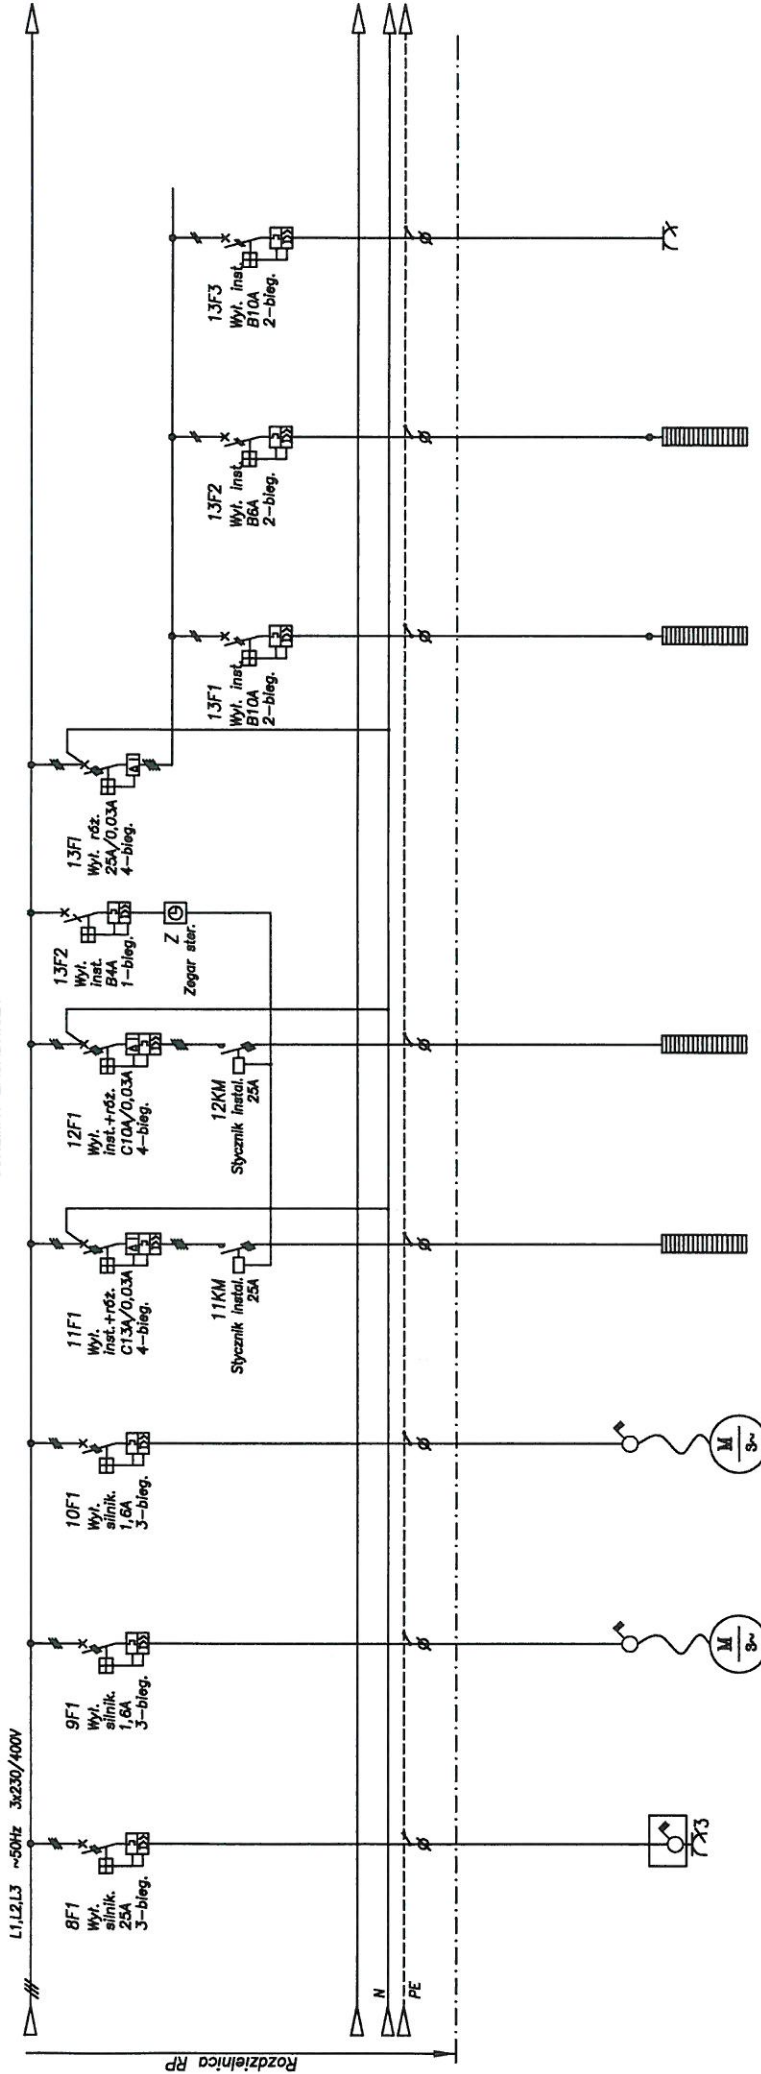 L1,L2,L3 ~50Hz 3x230/400V
8F1
Wył.
silnik.
25A
3-bieg.
9F1
Wył.
silnik.
1,6A
3-bieg.
10F1
Wył.
silnik.
1,6A
3-bieg.
11F1
Wył.
inst.+róż.
C13A/0,03A
4-bieg.
11KM
Stycznik instal.
25A
12F1
Wył.
inst.+róż.
C10A/0,03A
4-bieg.
12KM
Stycznik instal.
25A
13F2
Wył.
inst.
B4A
1-bieg.
Z
Zegar ster.
13FI
Wył. róż.
25A/0,03A
4-bieg.
13F1
Wył. inst.
B10A
2-bieg.
13F2
Wył. inst.
B6A
2-bieg.
13F3
Wył. inst.
B10A
2-bieg.
N
PE
Rozdzielnica RP
3
M
3~
M
3~